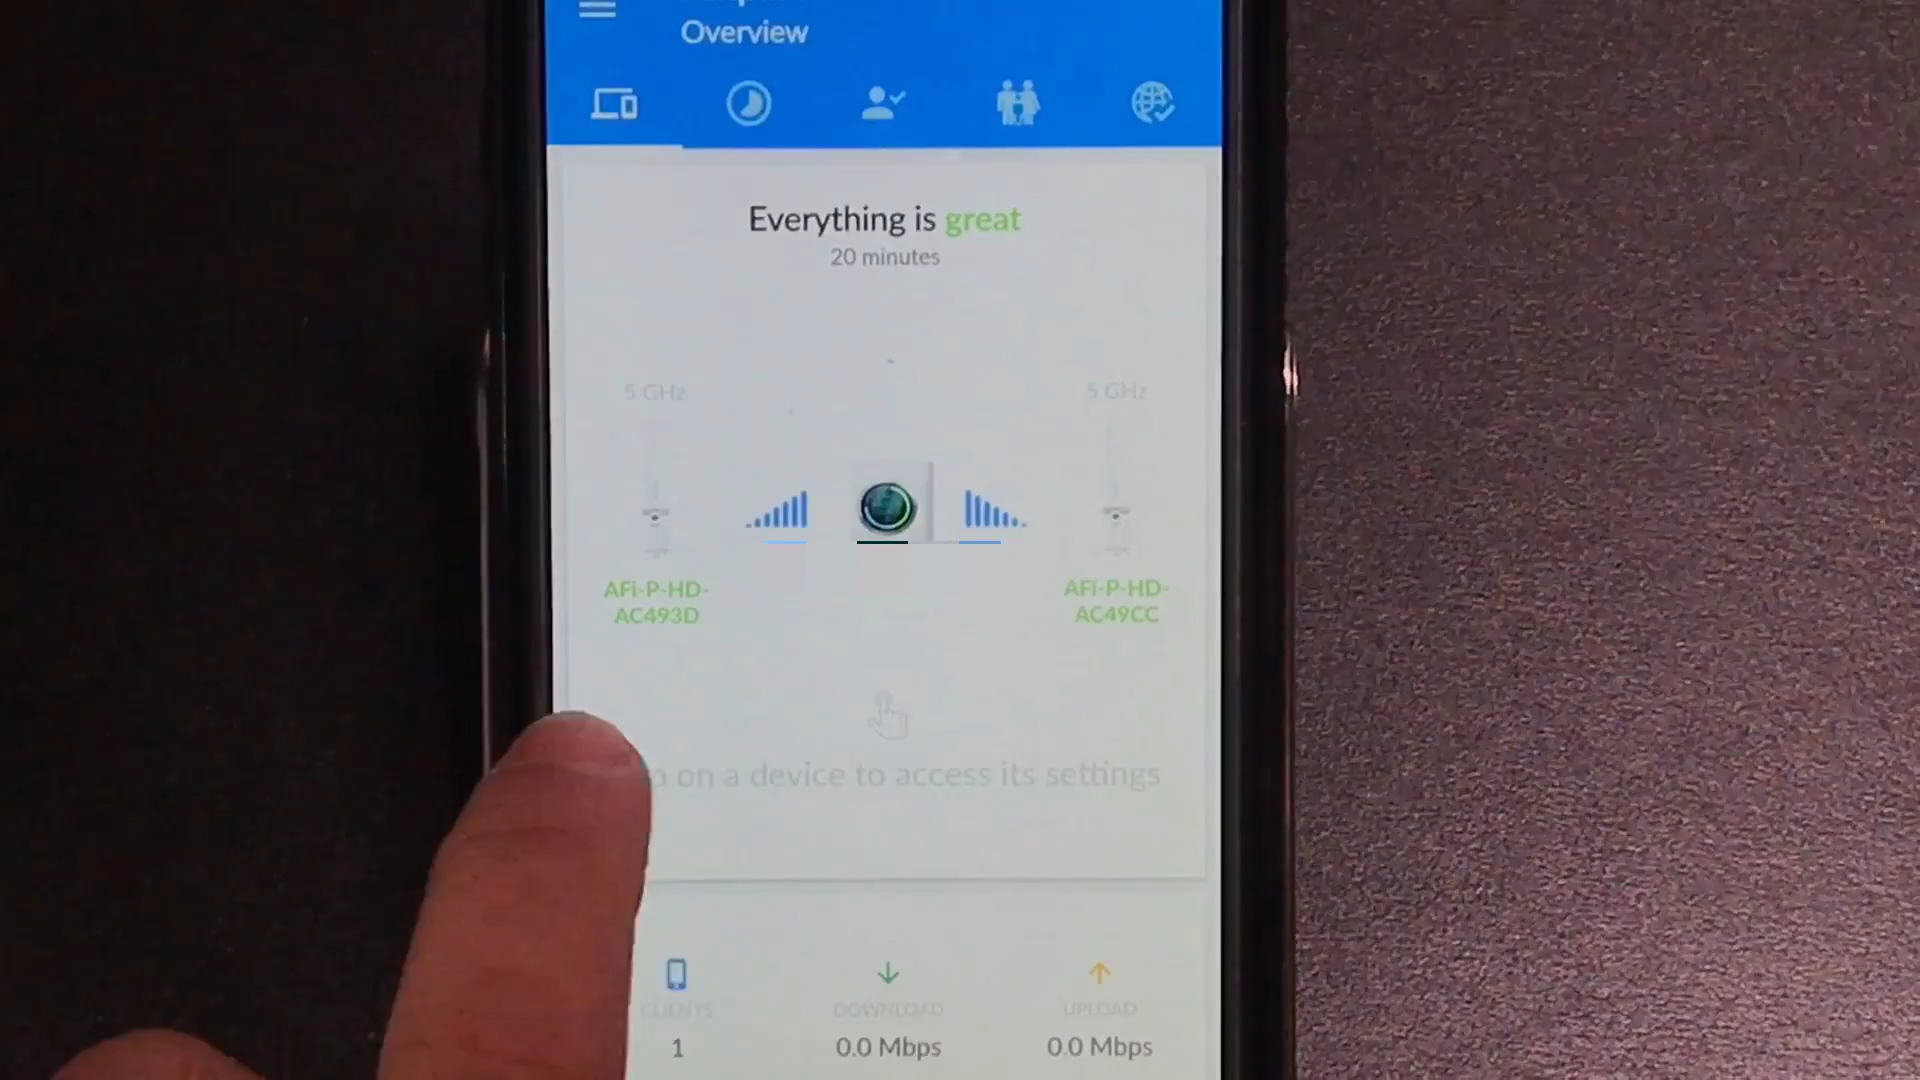 Overview
Everything is great
20 minutes
5 GHz
5 GHz
AFi-P-HD-
AC493D
AFi-P-HD-
AC49CC
on a device to access its settings
CLIENTS
DOWNLOAD
UPLOAD
1
0.0 Mbps
0.0 Mbps